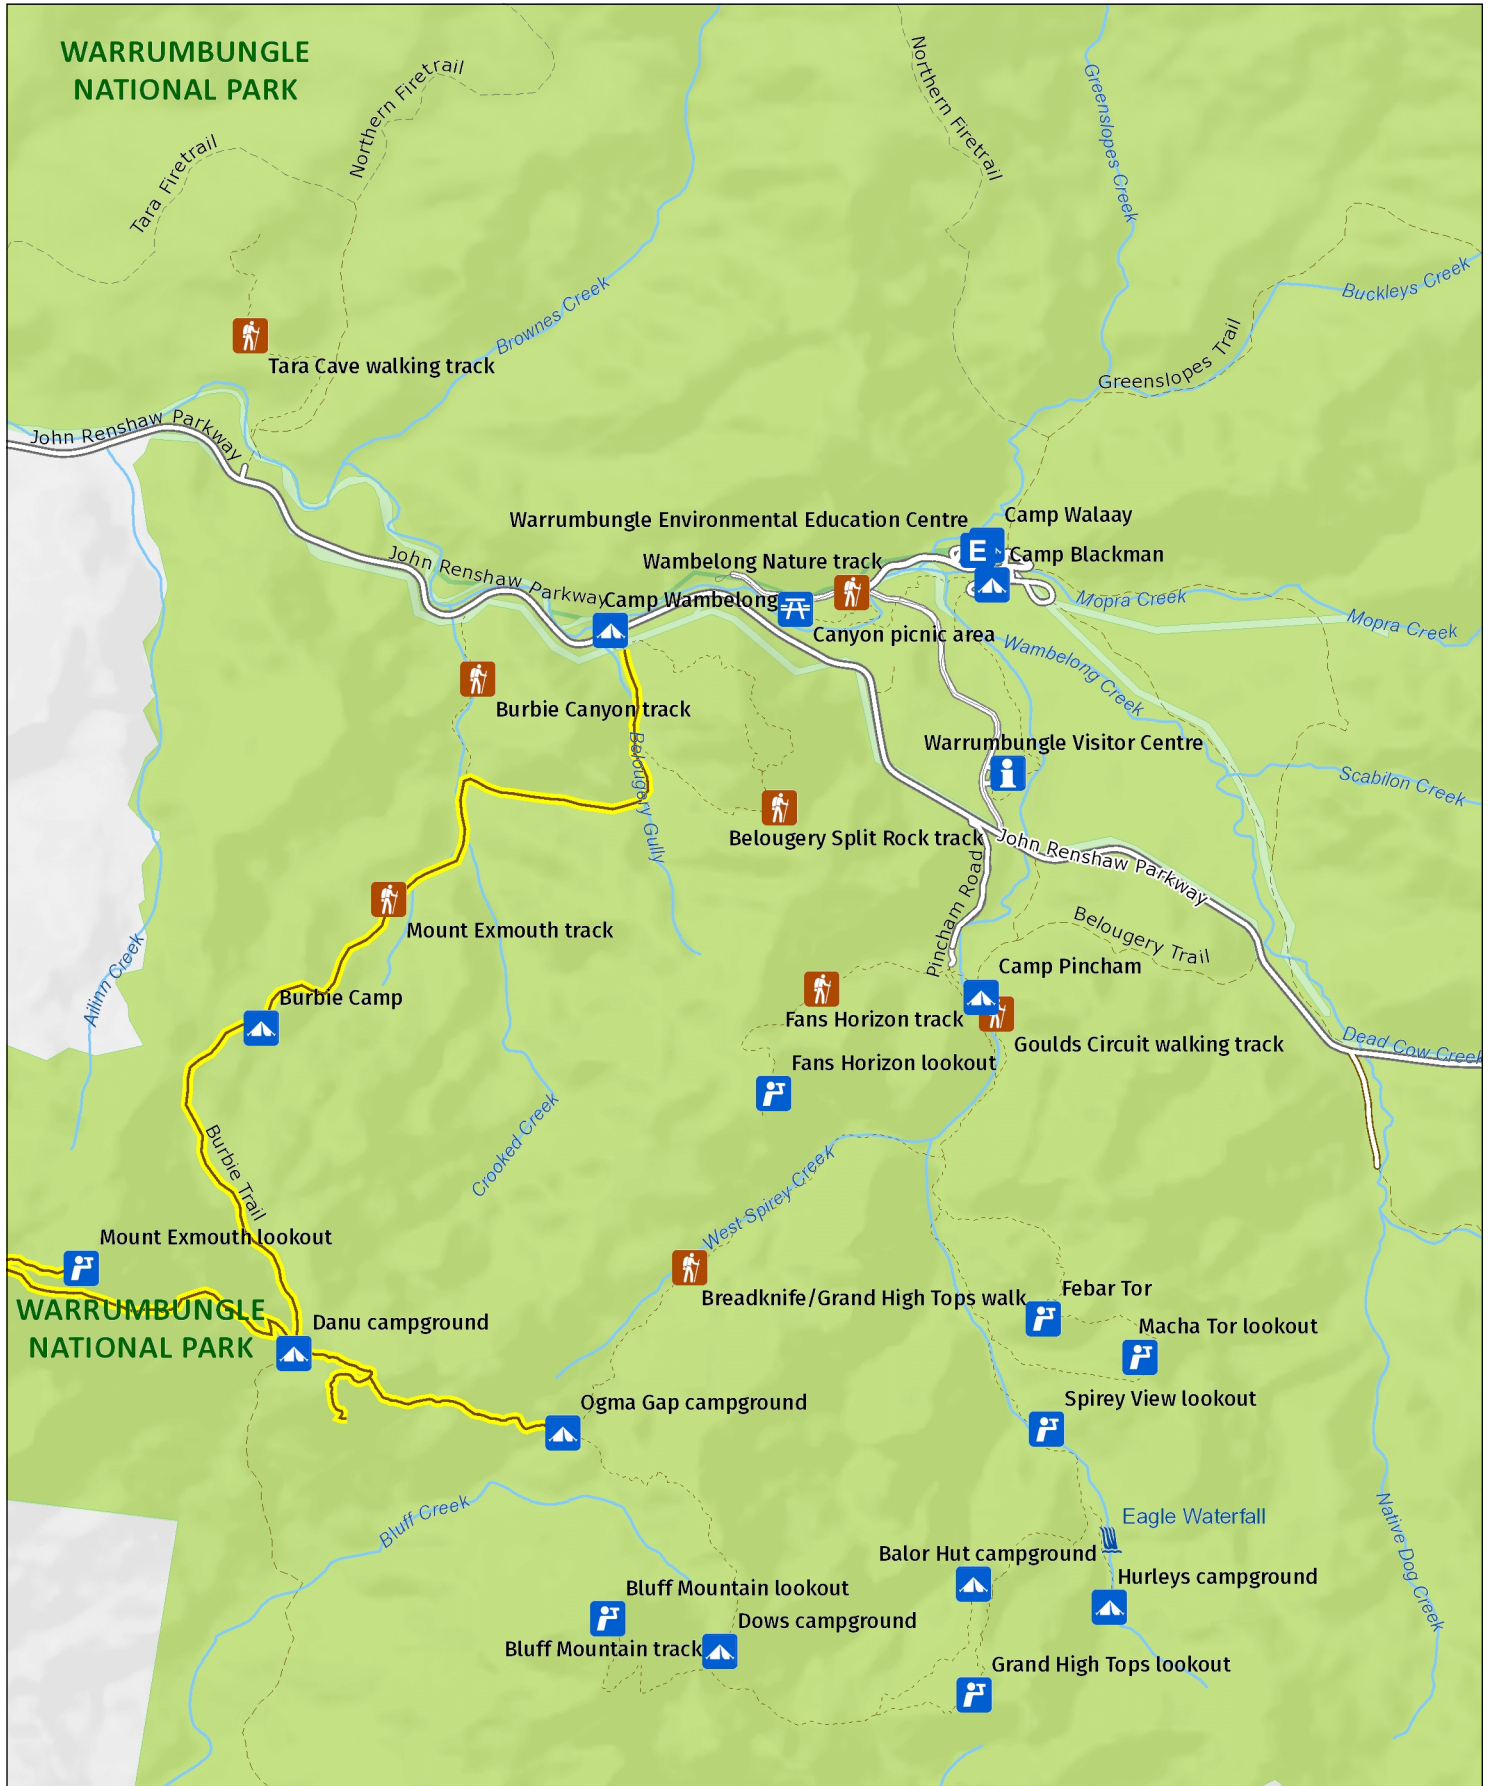 WARRUMBUNGLE
NATIONAL PARK
Northern Firetrail
Northern Firetrail
Greenslopes Creek
Tara Firetrail
Buckleys Creek
Brownes Creek
Greenslopes Trail
Tara Cave walking track
John Renshaw Parkway
Camp Walaay
Warrumbungle Environmental Education Centre
E
Camp Blackman
Wambelong Nature track
John Renshaw Parkway
Camp Wambelong
Mopra Creek
Mopra Creek
Canyon picnic area
Wambelong Creek
Burbie Canyon track
Belougery Gully
Warrumbungle Visitor Centre
Scabilon Creek
Belougery Split Rock track
John Renshaw Parkway
Pincham Road
Mount Exmouth track
Belougery Trail
Ailinn Creek
Camp Pincham
Burbie Camp
Fans Horizon track
Goulds Circuit walking track
Dead Cow Creek
Fans Horizon lookout
Crooked Creek
Burbie Trail
West Spirey Creek
Mount Exmouth lookout
Breadknife/Grand High Tops walk
Febar Tor
WARRUMBUNGLE
NATIONAL PARK
Danu campground
Macha Tor lookout
Ogma Gap campground
Spirey View lookout
Bluff Creek
Eagle Waterfall
Native Dog Creek
Balor Hut campground
Hurleys campground
Bluff Mountain lookout
Dows campground
Bluff Mountain track
Grand High Tops lookout